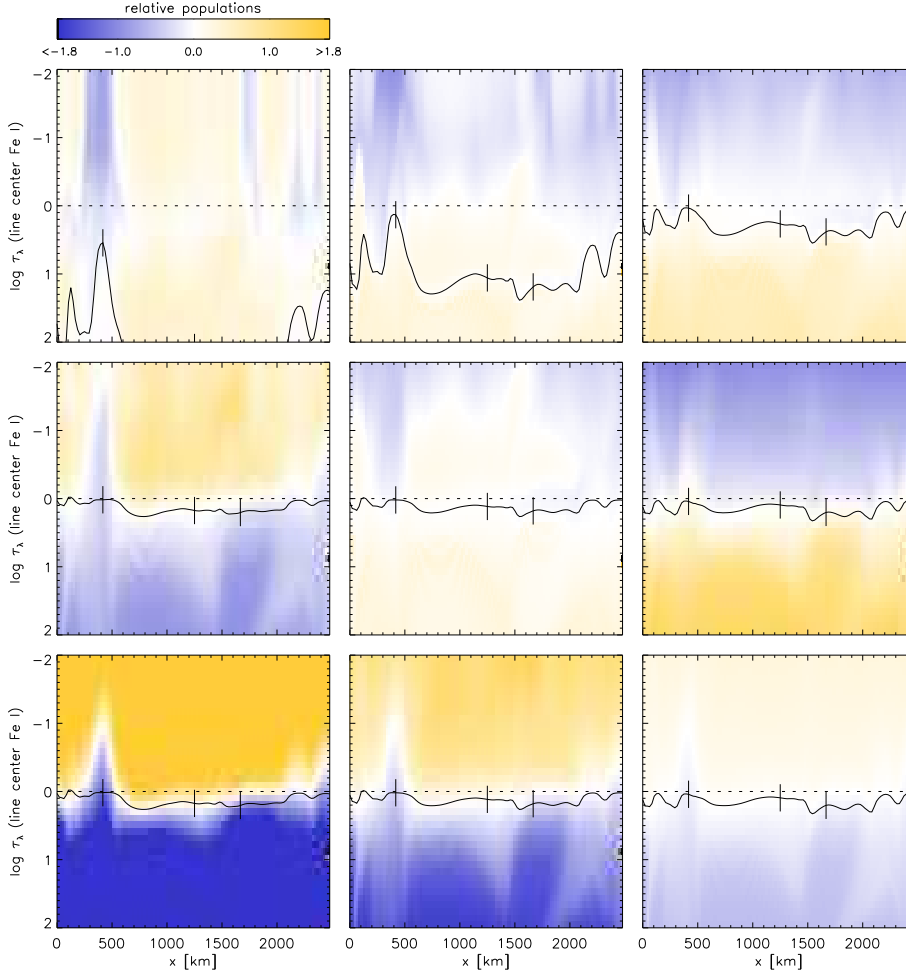 relative populations
<-1.8 -1.0 0.0 1.0 >1.8
log τλ (line center Fe I)
-2
-1
0
1
2
log τλ (line center Fe I)
-2
-1
0
1
2
log τλ (line center Fe I)
-2
-1
0
1
2
0 500 1000 1500 2000
0 500 1000 1500 2000
0 500 1000 1500 2000
x [km]
x [km]
x [km]